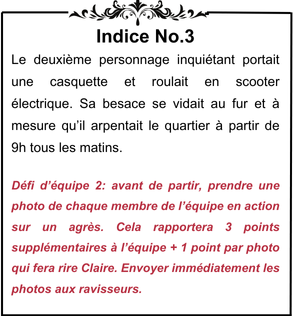 Indice No.3
Le deuxième personnage inquiétant portait
une casquette et roulait en scooter
électrique. Sa besace se vidait au fur et à
mesure qu'il arpentait le quartier à partir de
9h tous les matins.
Défi d'équipe 2: avant de partir, prendre une
photo de chaque membre de l'équipe en action
sur un agrès. Cela rapportera 3 points
supplémentaires à l'équipe + 1 point par photo
qui fera rire Claire. Envoyer immédiatement les
photos aux ravisseurs.